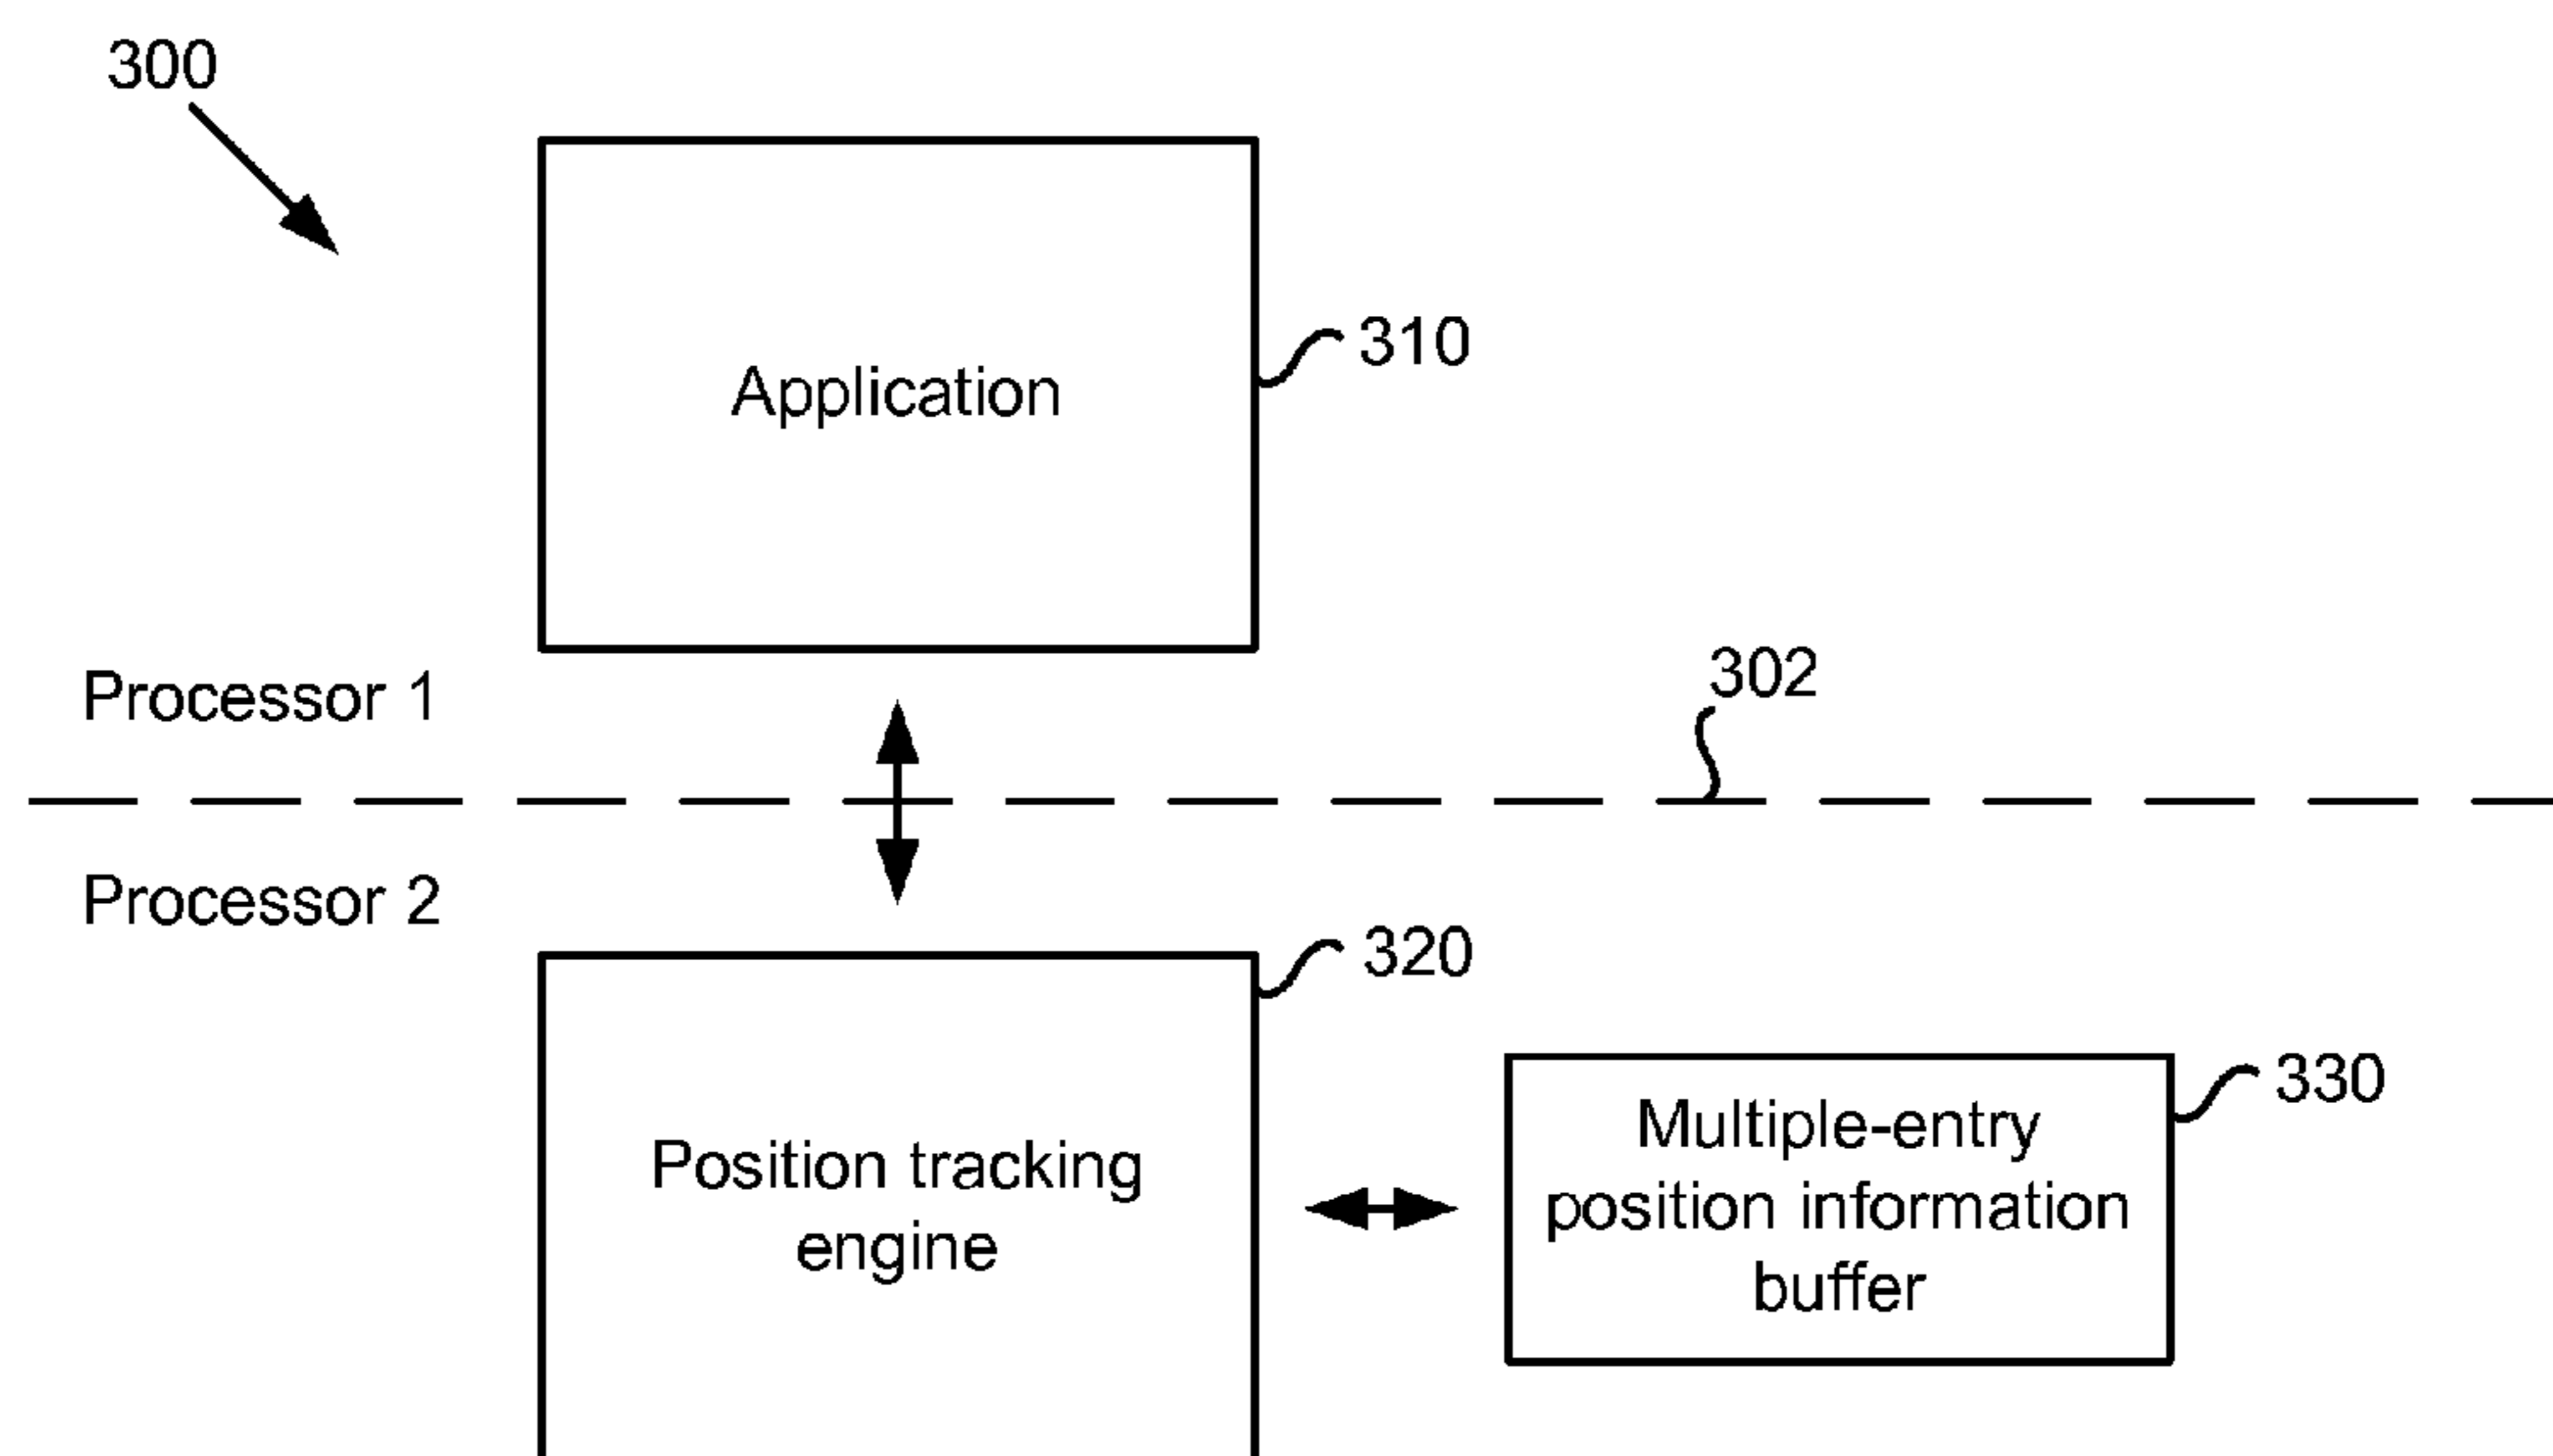 300
Application
310
Processor 1
302
Processor 2
320
Position tracking
engine
330
Multiple-entry
position information
buffer